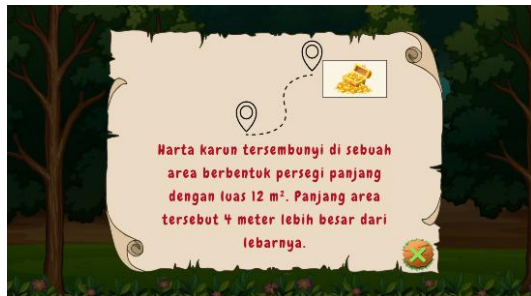 Harta karun tersembunyi di sebuah
area berbentuk persegi panjang
dengan luas 12 m². Panjang area
tersebut 4 meter lebih besar dari
lebarnya.